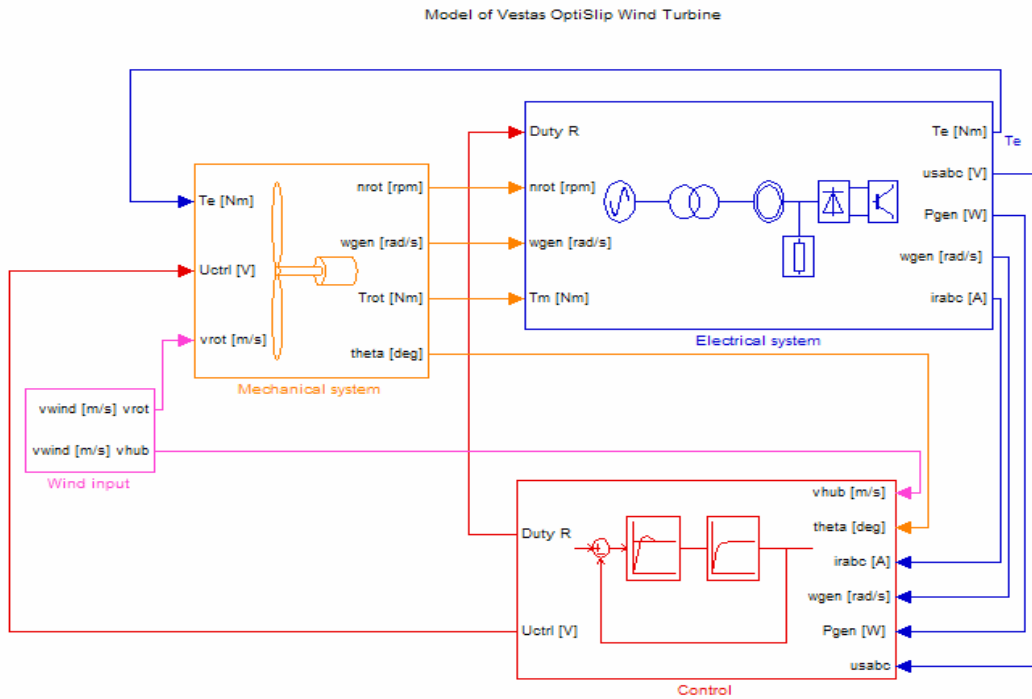 Model of Vestas OptiSlip Wind Turbine
Te [Nm]
Uctrl [V]
vrot [m/s]
nrot [rpm]
wgen [rad/s]
Trot [Nm]
theta [deg]
Mechanical system
Duty R
nrot [rpm]
wgen [rad/s]
Tm [Nm]
Te [Nm]
usabc [V]
Pgen [W]
wgen [rad/s]
irabc [A]
Te
Electrical system
vwind [m/s] vrot
vwind [m/s] vhub
Wind input
Duty R
Uctrl [V]
vhub [m/s]
theta [deg]
irabc [A]
wgen [rad/s]
Pgen [W]
usabc
Control